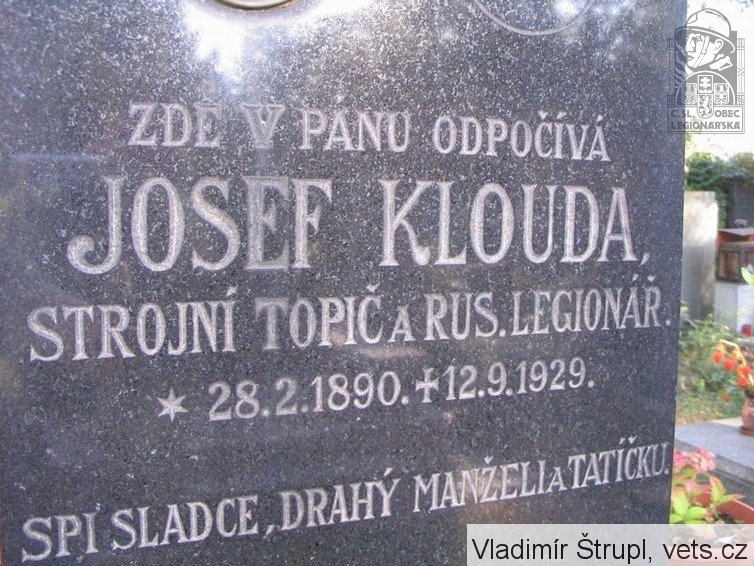 Č.SL. OBEC
LEGIONÁŘSKÁ
ZDE V PÁNU ODPOČÍVÁ
JOSEF KLOUDA,
STROJNÍ TOPIČ A RUS. LEGIONÁŘ.
* 28.2.1890. ✝ 12.9.1929.
SPI SLADCE, DRAHÝ MANŽELI A TATÍČKU.
Vladimír Štrupl, vets.cz